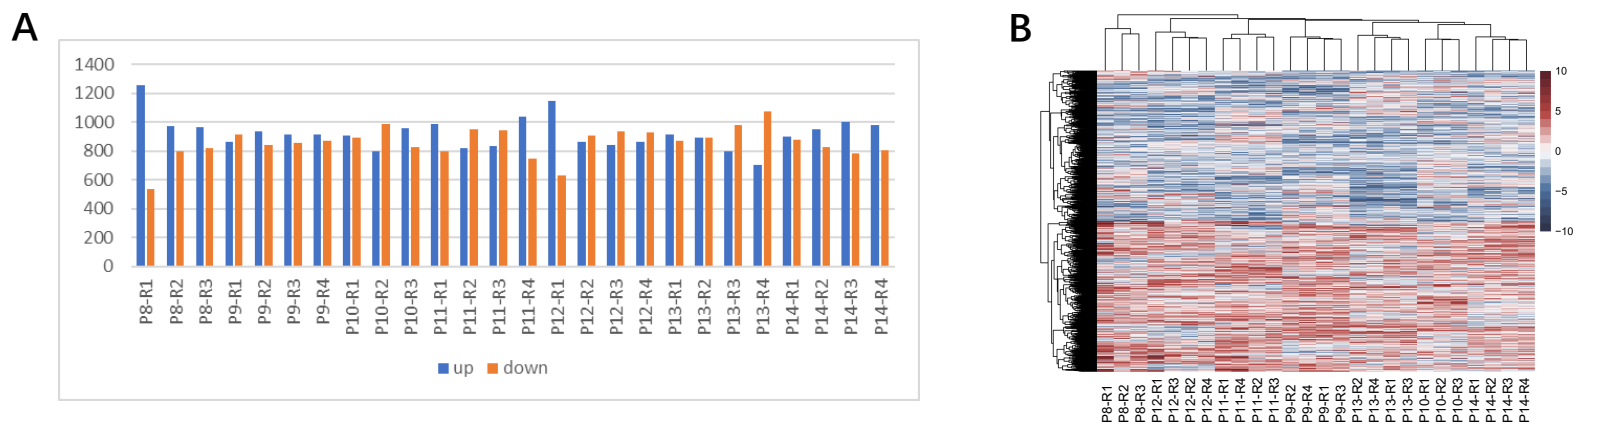 A
1400
1200
1000
800
600
400
200
0
P8-R1 P8-R2 P8-R3 P9-R1 P9-R2 P9-R3 P9-R4 P10-R1 P10-R2 P10-R3 P11-R1 P11-R2 P11-R3 P11-R4 P12-R1 P12-R2 P12-R3 P12-R4 P13-R1 P13-R2 P13-R3 P13-R4 P14-R1 P14-R2 P14-R3 P14-R4
up down
B
10
5
0
−5
−10
P8-R1 P8-R2 P8-R3 P12-R1 P12-R3 P12-R2 P12-R4 P11-R1 P11-R4 P11-R2 P11-R3 P9-R2 P9-R4 P9-R1 P9-R3 P13-R2 P13-R4 P13-R1 P13-R3 P10-R1 P10-R2 P10-R3 P14-R1 P14-R2 P14-R3 P14-R4